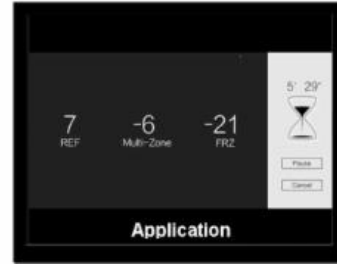 7 -6 -21
REF Multi-Zone FRZ
5' 29"
Pause
Cancel
Application